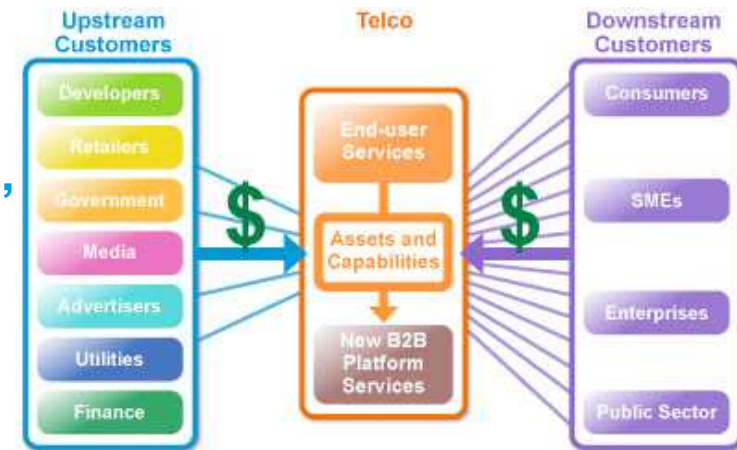 Upstream
Customers
Developers
Retailers
Government
Media
Advertisers
Utilities
Finance
,
$
Telco
End-user
Services
Assets and
Capabilities
New B2B
Platform
Services
$
Downstream
Customers
Consumers
SMEs
Enterprises
Public Sector